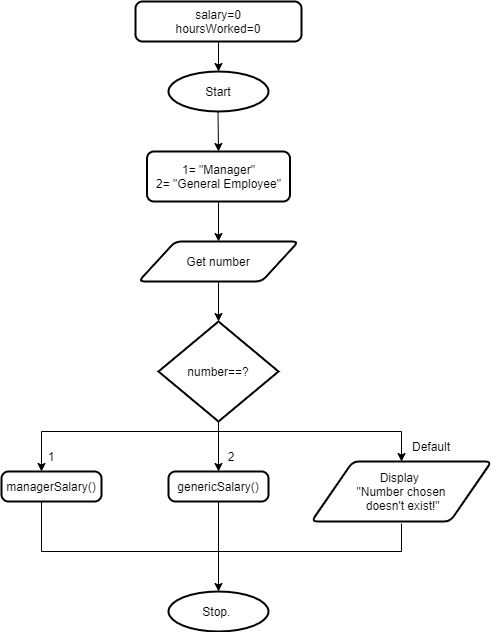 salary=0
hoursWorked=0
Start
1= "Manager"
2= "General Employee"
Get number
number==?
1
2
Default
managerSalary()
genericSalary()
Display
"Number chosen
doesn't exist!"
Stop.